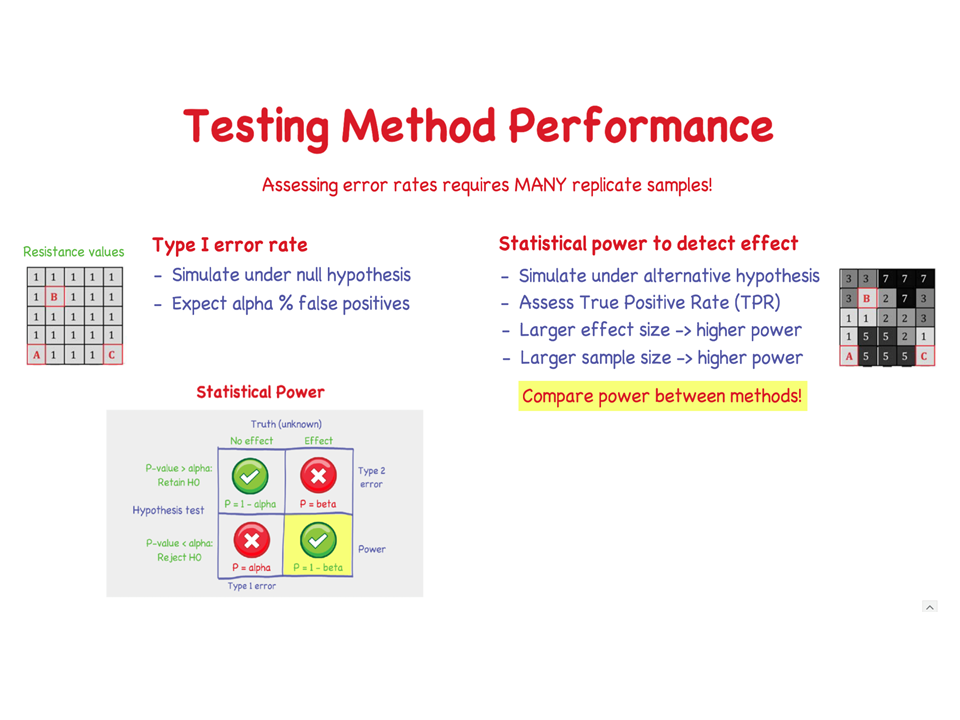 Testing Method Performance
Assessing error rates requires MANY replicate samples!
Resistance values
1 1 1 1 1
1 B 1 1 1
1 1 1 1 1
1 1 1 1 1
A 1 1 1 C
Type I error rate
- Simulate under null hypothesis
- Expect alpha % false positives
Statistical power to detect effect
- Simulate under alternative hypothesis
- Assess True Positive Rate (TPR)
- Larger effect size -> higher power
- Larger sample size -> higher power
Compare power between methods!
3 3 7 7 7
3 B 2 7 3
1 1 2 2 3
1 5 5 2 1
A 5 5 5 C
Statistical Power
Truth (unknown)
No effect Effect
P-value > alpha:
Retain H0
P = 1 - alpha
P = beta
Type 2
error
Hypothesis test
P-value < alpha:
Reject H0
P = alpha
P = 1 - beta
Power
Type 1 error